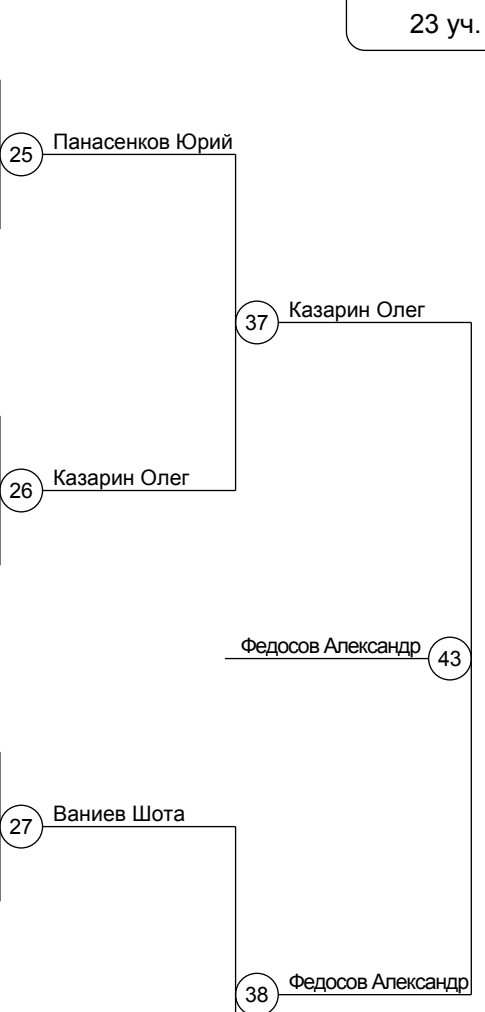 23 уч.
25 Панасенков Юрий
37 Казарин Олег
26 Казарин Олег
Федосов Александр 43
27 Ваниев Шота
38 Федосов Александр